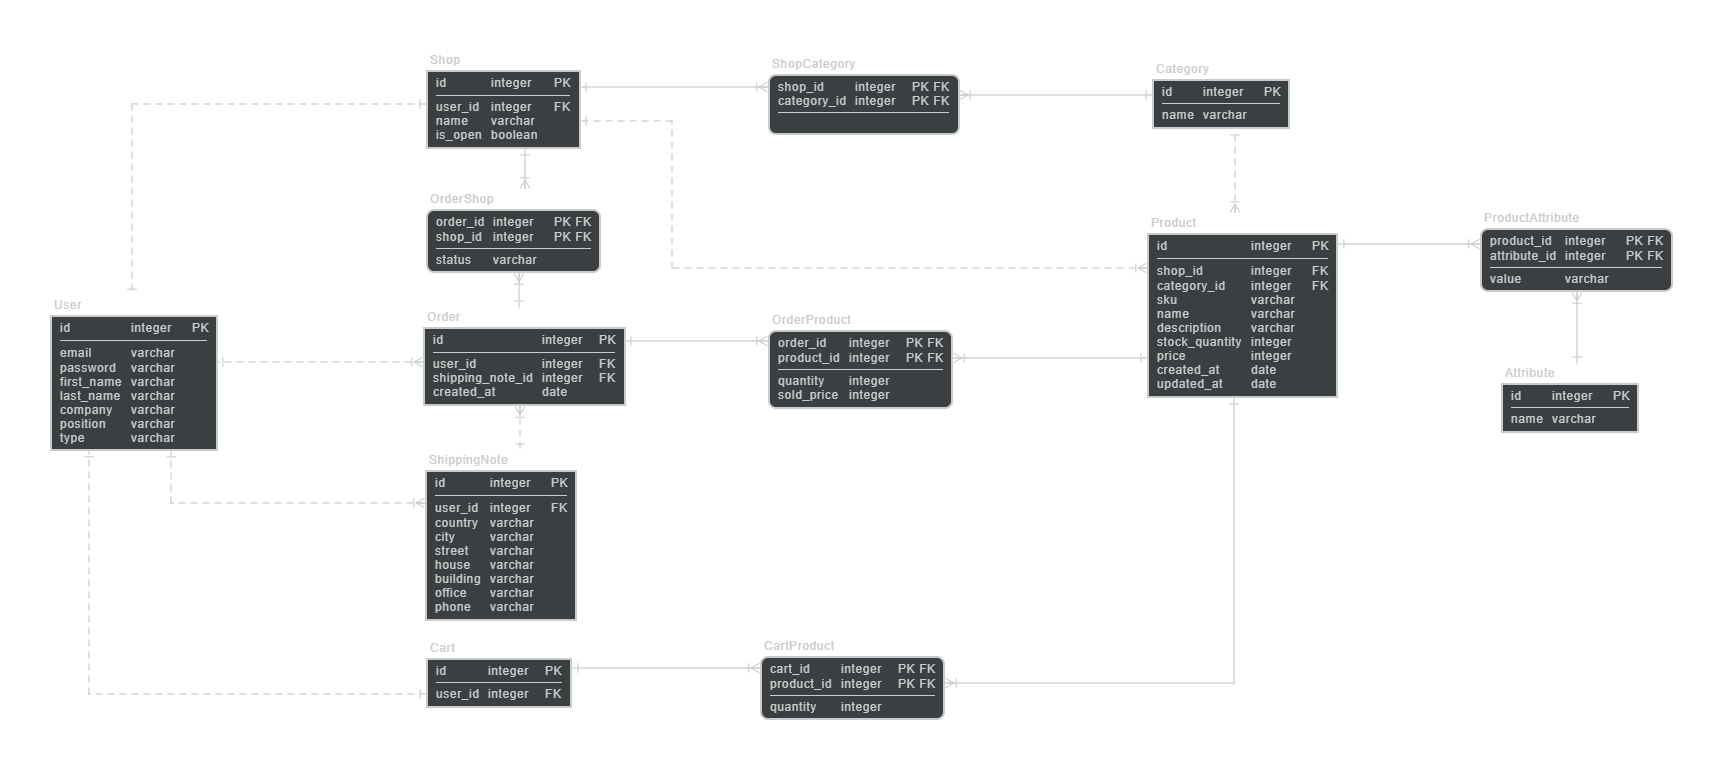 Shop
id integer PK
user_id integer FK
name varchar
is_open boolean
ShopCategory
shop_id integer PK FK
category_id integer PK FK
Category
id integer PK
name varchar
OrderShop
order_id integer PK FK
shop_id integer PK FK
status varchar
Product
id integer PK
shop_id integer FK
category_id integer FK
sku varchar
name varchar
description varchar
stock_quantity integer
price integer
created_at date
updated_at date
ProductAttribute
product_id integer PK FK
attribute_id integer PK FK
value varchar
User
id integer PK
email varchar
password varchar
first_name varchar
last_name varchar
company varchar
position varchar
type varchar
Order
id integer PK
user_id integer FK
shipping_note_id integer FK
created_at date
OrderProduct
order_id integer PK FK
product_id integer PK FK
quantity integer
sold_price integer
Attribute
id integer PK
name varchar
ShippingNote
id integer PK
user_id integer FK
country varchar
city varchar
street varchar
house varchar
building varchar
office varchar
phone varchar
Cart
id integer PK
user_id integer FK
CartProduct
cart_id integer PK FK
product_id integer PK FK
quantity integer